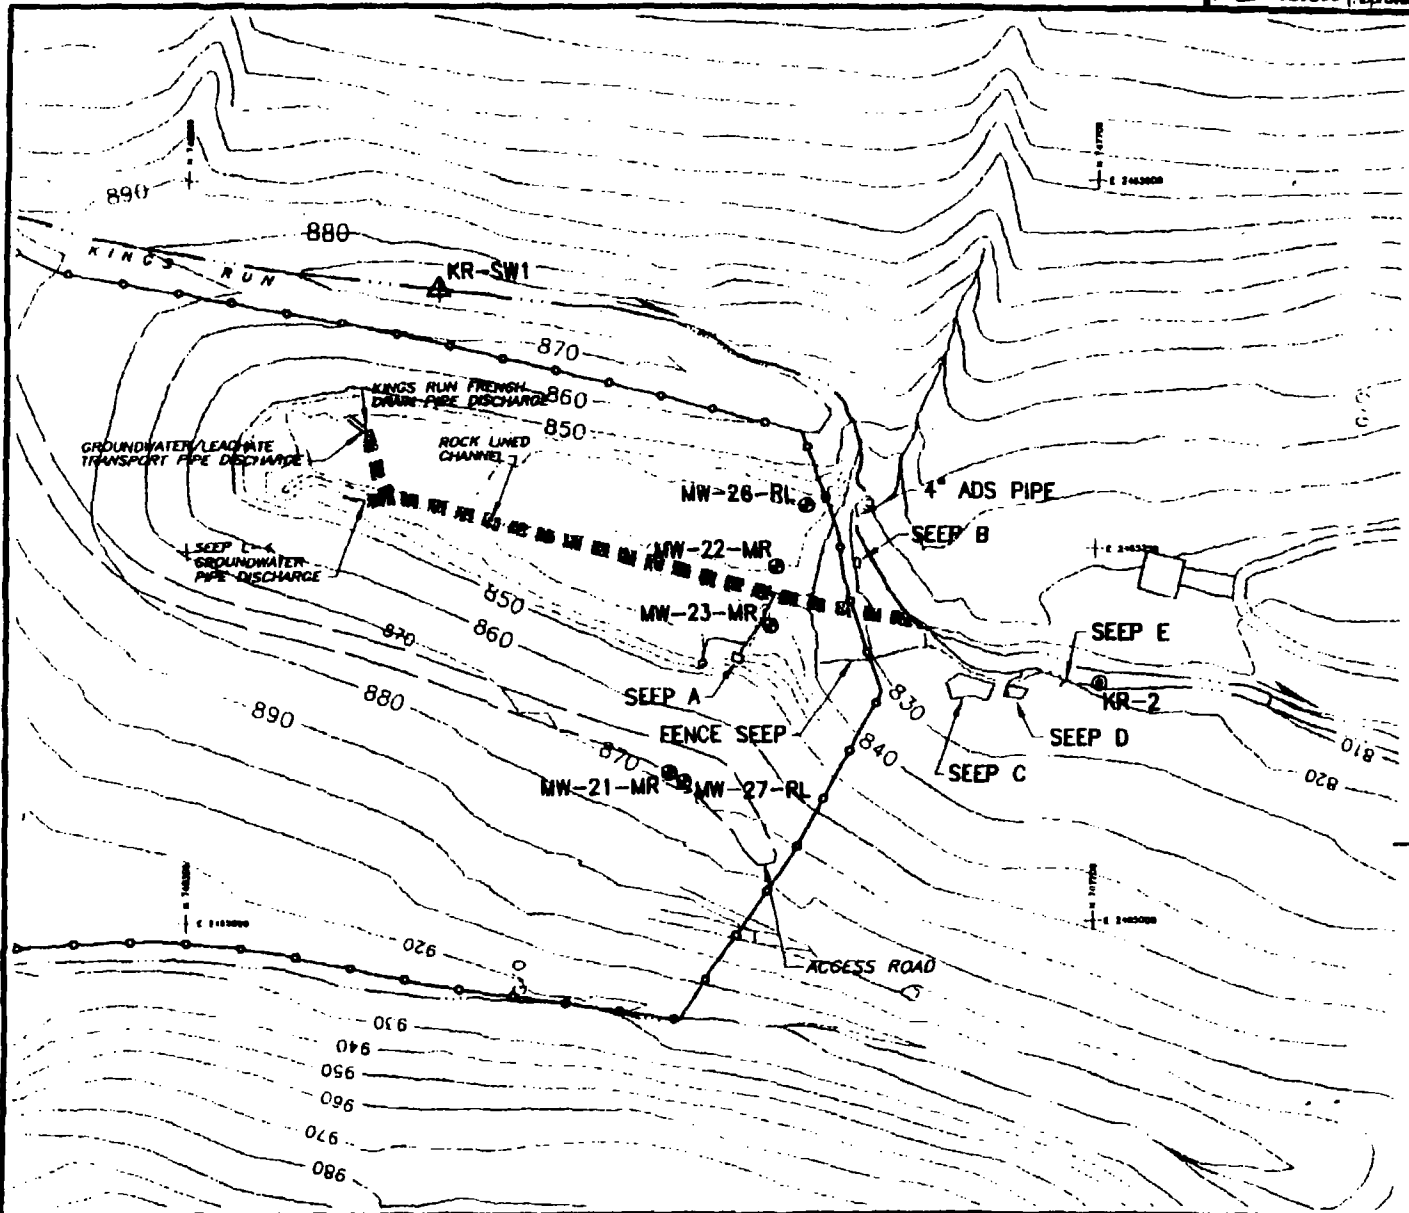 890
880
KINGS RUN
KR-SW1
870
860
850
KINGS RUN FRENCH
DRAIN PIPE DISCHARGE
GROUNDWATER/LEACHATE
TRANSPORT PIPE DISCHARGE
ROCK LINED
CHANNEL
MW-26-RL
4" ADS PIPE
SEEP B
MW-22-MR
GROUNDWATER
PIPE DISCHARGE
850
MW-23-MR
860
870
SEEP E
SEEP A
880
KR-2
830
890
FENCE SEEP
SEEP D
840
810
870
SEEP C
820
MW-21-MR
MW-27-RL
E 2463000
920
ACCESS ROAD
930
940
950
960
970
980